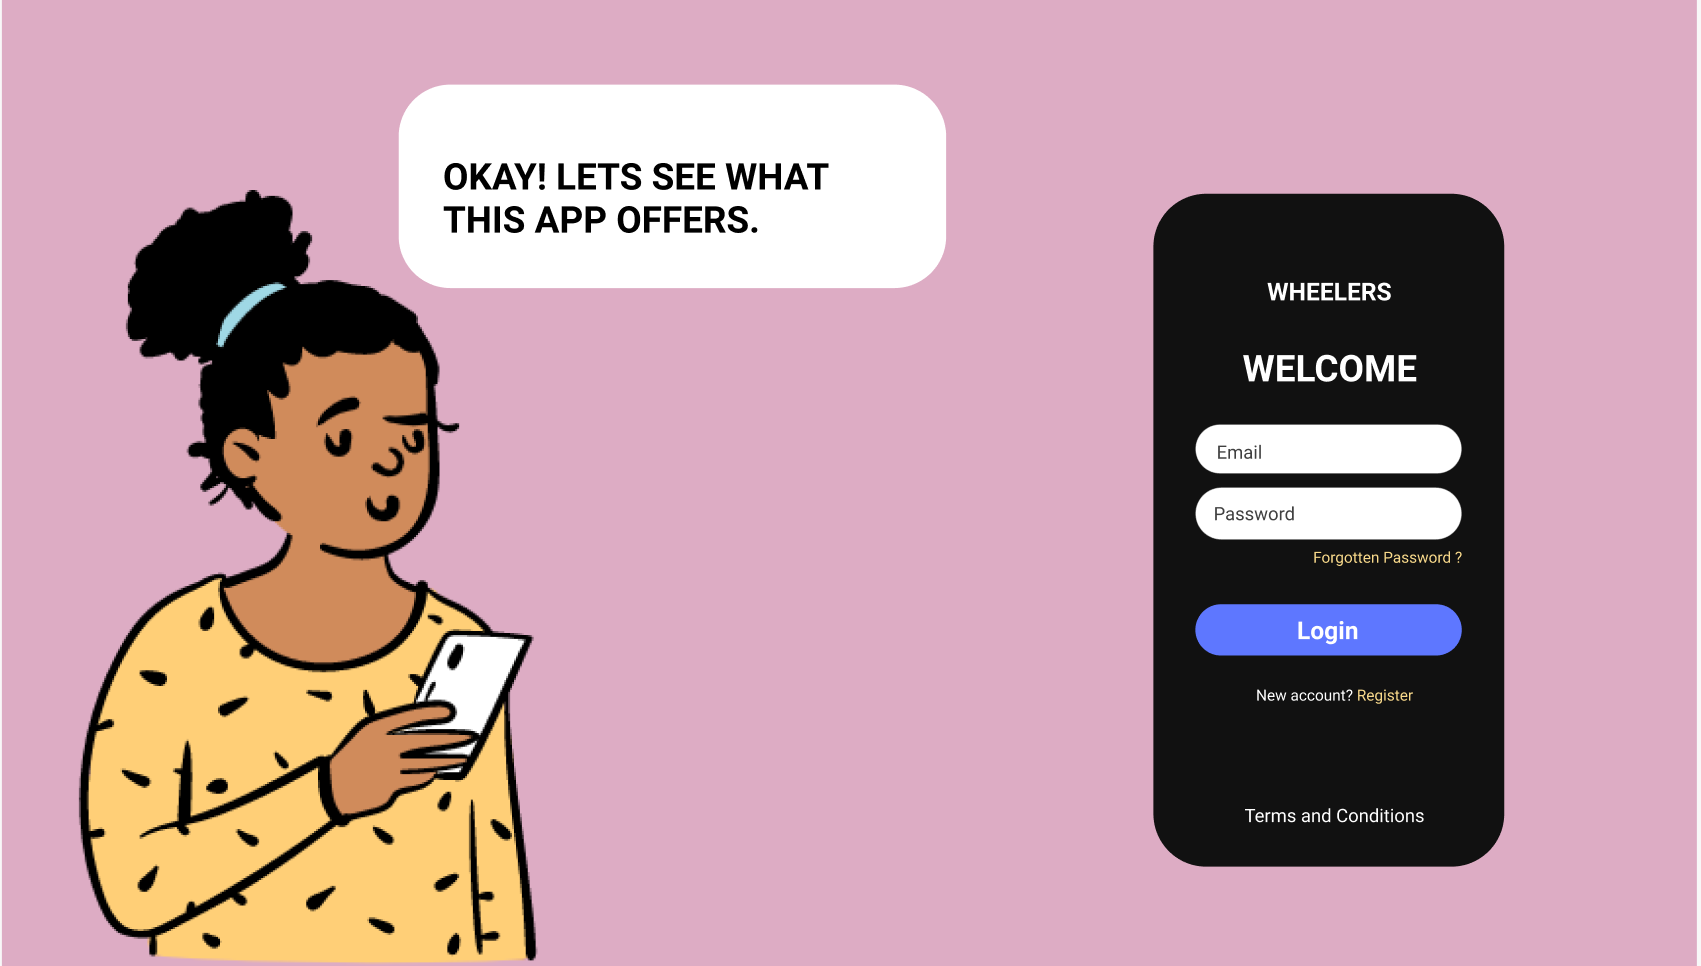 OKAY! LETS SEE WHAT
THIS APP OFFERS.
WHEELERS
WELCOME
Email
Password
Forgotten Password ?
Login
New account? Register
Terms and Conditions